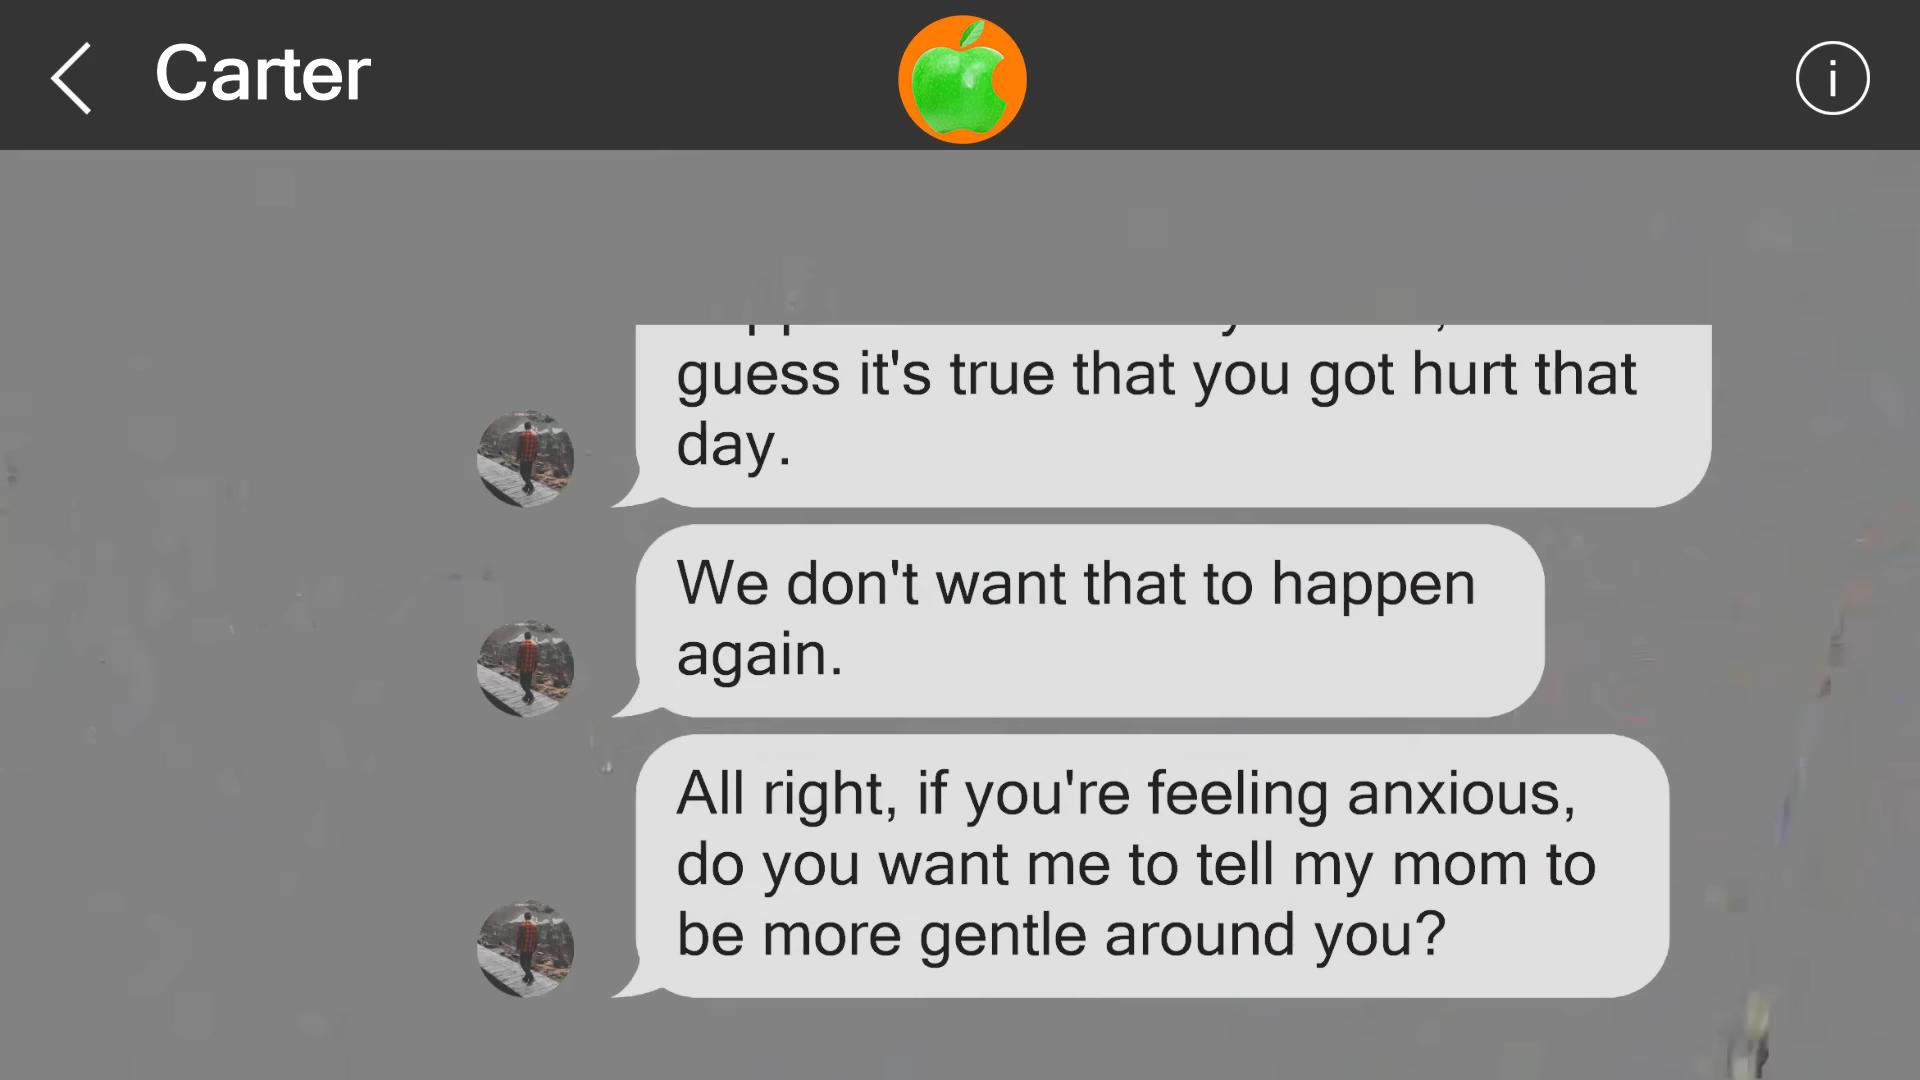 Carter
guess it's true that you got hurt that
day.
We don't want that to happen
again.
All right, if you're feeling anxious,
do you want me to tell my mom to
be more gentle around you?